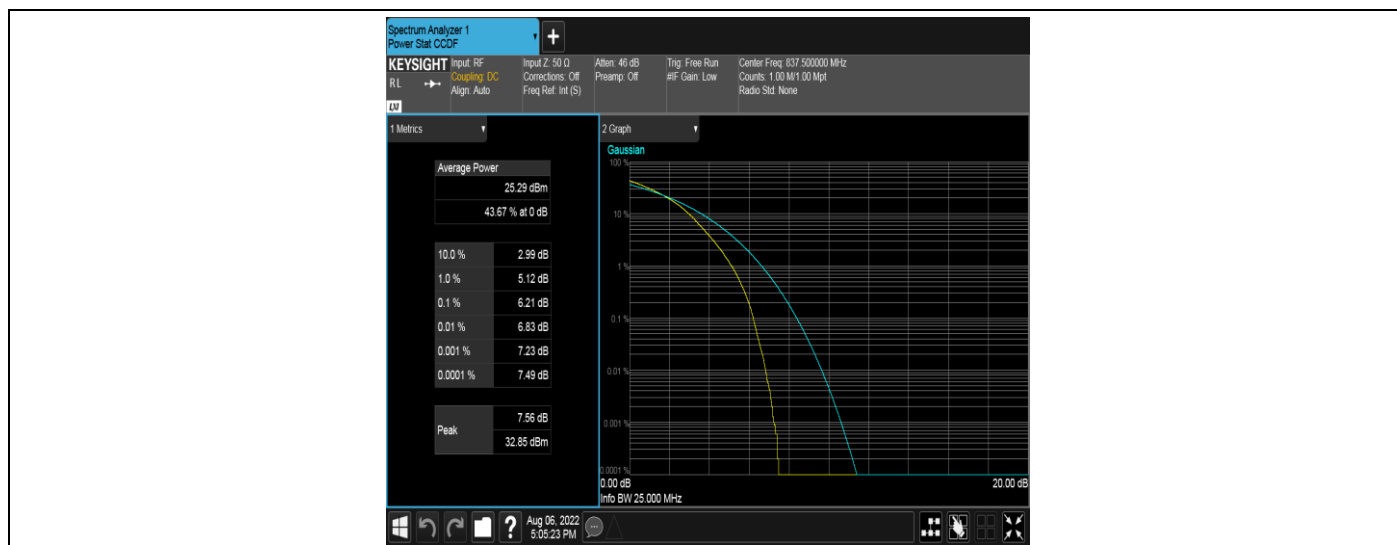 Spectrum Analyzer 1
Power Stat CCDF
+
KEYSIGHT
RL
LXI
Input: RF
Coupling: DC
Align: Auto
Input Z: 50 Ω
Corrections: Off
Freq Ref: Int (S)
Atten: 46 dB
Preamp: Off
Trig: Free Run
#IF Gain: Low
Center Freq: 837.500000 MHz
Counts: 1.00 M/1.00 Mpt
Radio Std: None
1 Metrics
Average Power
25.29 dBm
43.67 % at 0 dB
10.0 % 2.99 dB
1.0 % 5.12 dB
0.1 % 6.21 dB
0.01 % 6.83 dB
0.001 % 7.23 dB
0.0001 % 7.49 dB
Peak
7.56 dB
32.85 dBm
2 Graph
Gaussian
100 %
10 %
1 %
0.1 %
0.01 %
0.001 %
0.0001 %
0.00 dB 20.00 dB
Info BW 25.000 MHz
?
Aug 06, 2022
5:05:23 PM